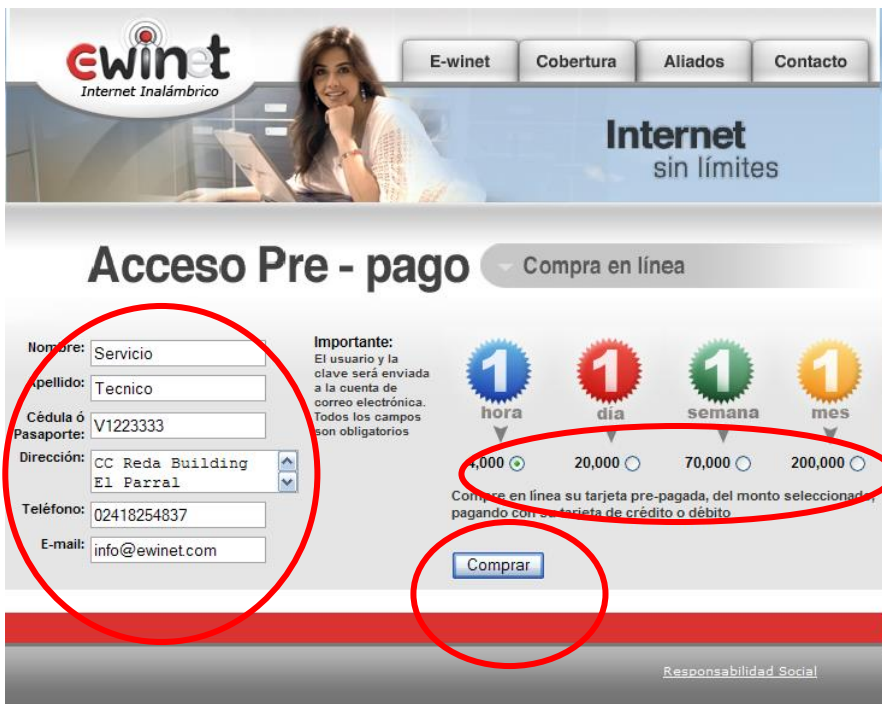 ewinet
Internet Inalámbrico
E-winet
Cobertura
Aliados
Contacto
Internet
sin límites
Acceso Pre - pago
Compra en línea
Nombre:
Servicio
Apellido:
Tecnico
Cédula ó
Pasaporte:
V1223333
Dirección:
CC Reda Building
El Parral
Teléfono:
02418254837
E-mail:
info@ewinet.com
Importante:
El usuario y la
clave será enviada
a la cuenta de
correo electrónica.
Todos los campos
son obligatorios
1
hora
1
día
1
semana
1
mes
4,000
20,000
70,000
200,000
Compre en línea su tarjeta pre-pagada, del monto seleccionado,
pagando con su tarjeta de crédito o débito
Comprar
Responsabilidad Social